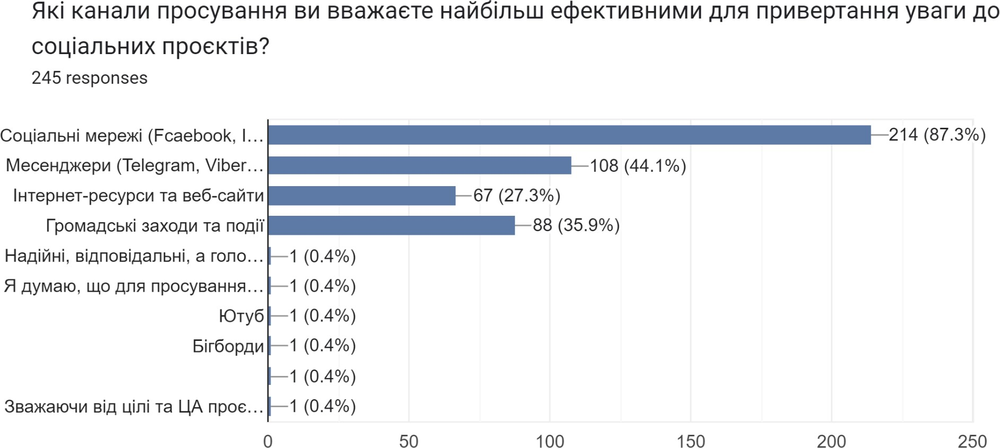 Які канали просування ви вважаєте найбільш ефективними для привертання уваги до
соціальних проєктів?
245 responses
Соціальні мережі (Fcaebook, I… 214 (87.3%)
Месенджери (Telegram, Viber… 108 (44.1%)
Інтернет-ресурси та веб-сайти 67 (27.3%)
Громадські заходи та події 88 (35.9%)
Надійні, відповідальні, а голо… 1 (0.4%)
Я думаю, що для просування… 1 (0.4%)
Ютуб 1 (0.4%)
Бігборди 1 (0.4%)
1 (0.4%)
Зважаючи від цілі та ЦА проє… 1 (0.4%)
0 50 100 150 200 250